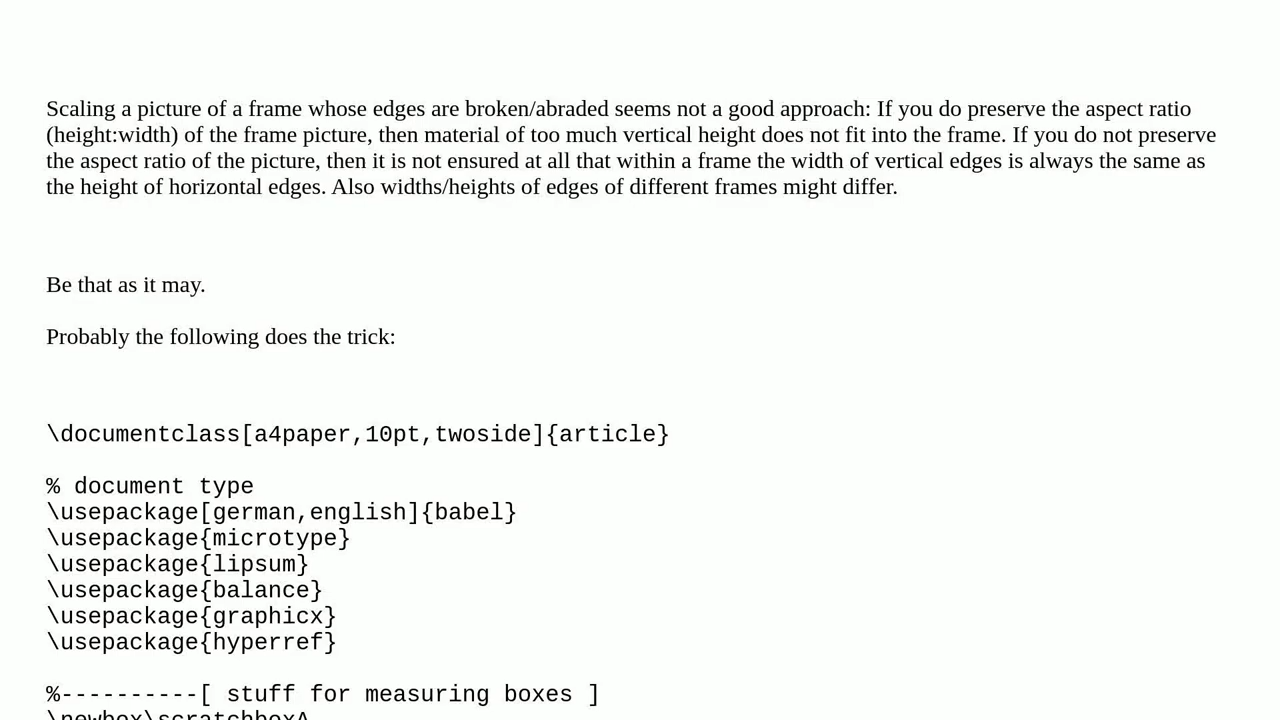 Scaling a picture of a frame whose edges are broken/abraded seems not a good approach: If you do preserve the aspect ratio
(height:width) of the frame picture, then material of too much vertical height does not fit into the frame. If you do not preserve
the aspect ratio of the picture, then it is not ensured at all that within a frame the width of vertical edges is always the same as
the height of horizontal edges. Also widths/heights of edges of different frames might differ.
Be that as it may.
Probably the following does the trick:
\documentclass[a4paper,10pt,twoside]{article}
% document type
\usepackage[german,english]{babel}
\usepackage{microtype}
\usepackage{lipsum}
\usepackage{balance}
\usepackage{graphicx}
\usepackage{hyperref}
%----------[ stuff for measuring boxes ]
\newbox\scratchboxA